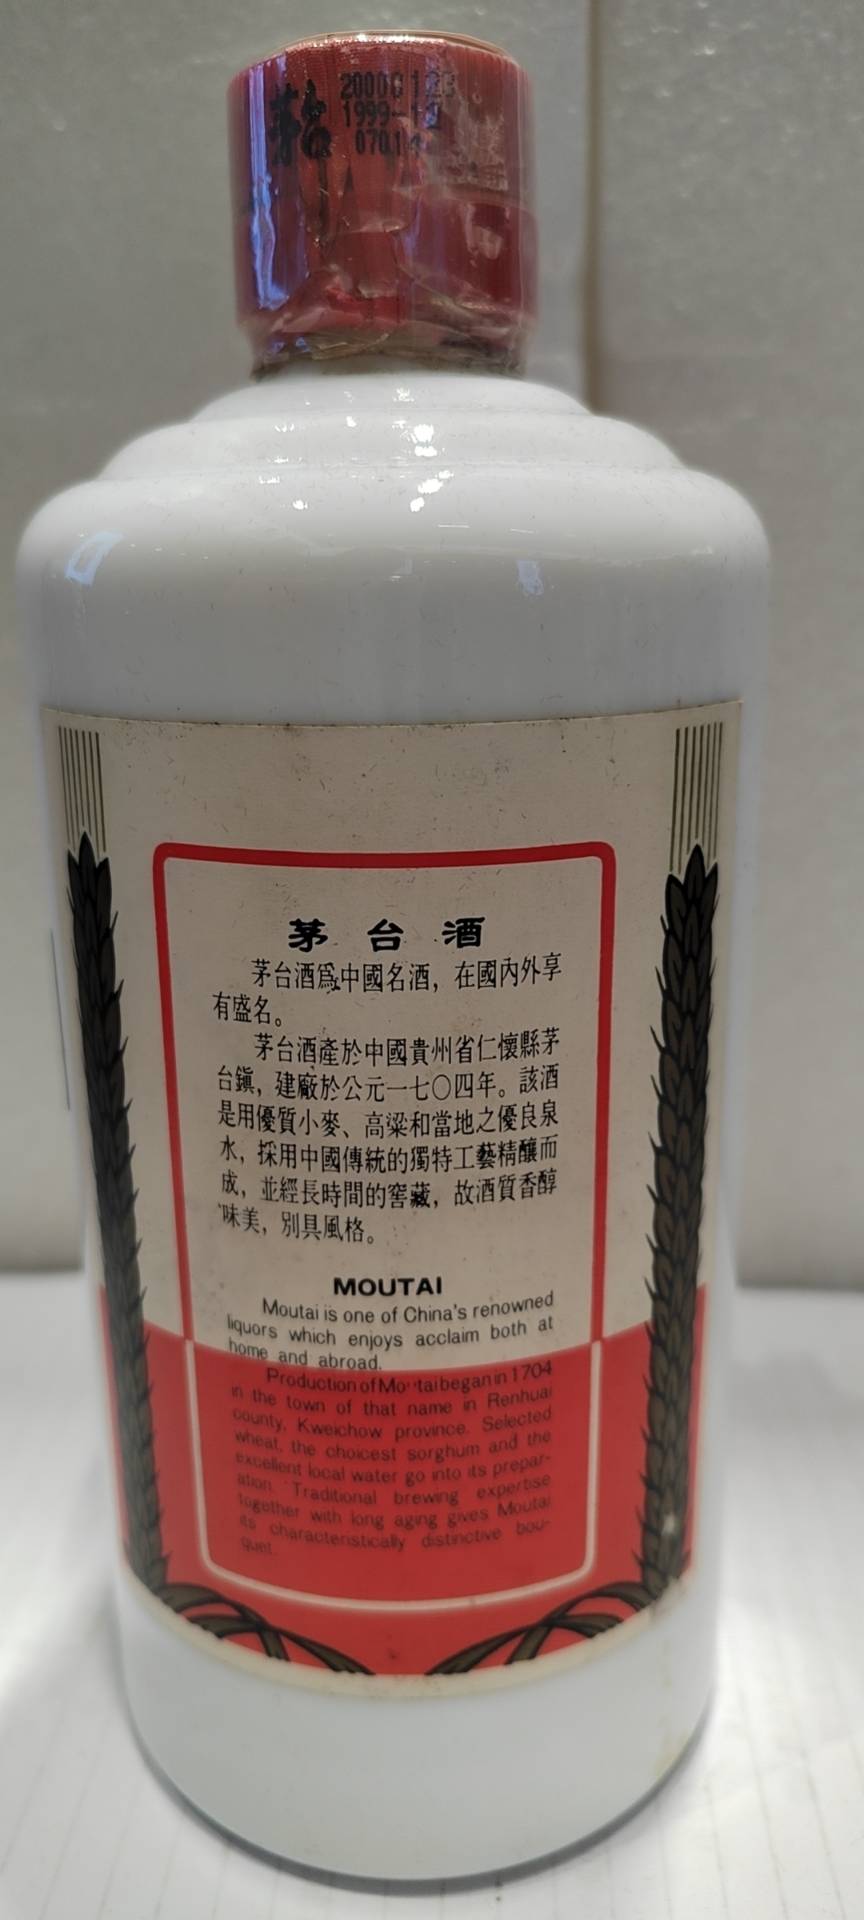 茅台
1999-12
茅台酒
茅台酒爲中國名酒，在國內外享
有盛名。
茅台酒產於中國貴州省仁懷縣茅
台鎭，建廠於公元一七〇四年。該酒
是用優質小麥、高粱和當地之優良泉
水，採用中國傳統的獨特工藝精釀而
成，並經長時間的窖藏，故酒質香醇
味美，別具風格。
MOUTAI
Moutai is one of China's renowned
liquors which enjoys acclaim both at
home and abroad.
Production of Moutai began in 1704
in the town of that name in Renhuai
county, Kweichow province. Selected
wheat, the choicest sorghum and the
excellent local water go into its prepar-
ation. Traditional brewing expertise
together with long aging gives Moutai
its characteristically distinctive bou-
quet.